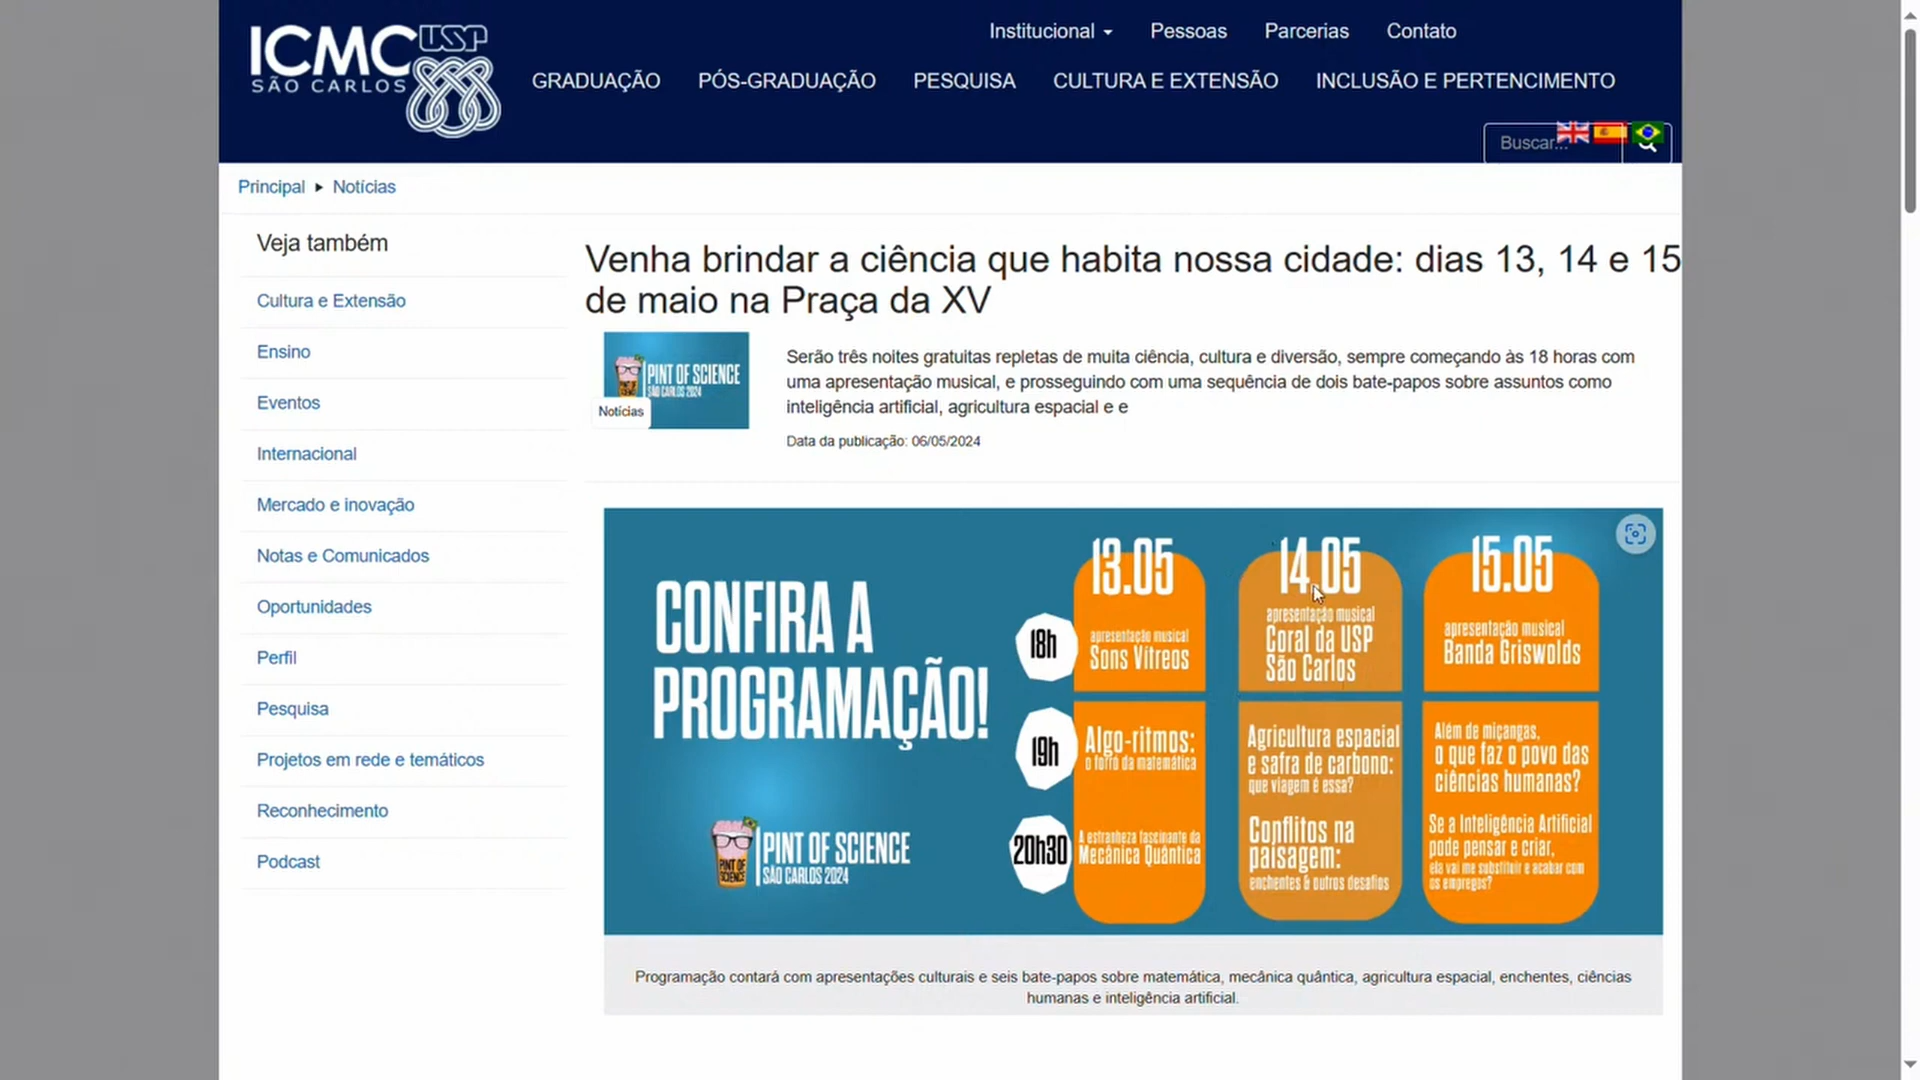 ICMC USP
SÃO CARLOS
Institucional
Pessoas
Parcerias
Contato
GRADUAÇÃO
PÓS-GRADUAÇÃO
PESQUISA
CULTURA E EXTENSÃO
INCLUSÃO E PERTENCIMENTO
Buscar...
Principal
Notícias
Veja também
Cultura e Extensão
Ensino
Eventos
Internacional
Mercado e inovação
Notas e Comunicados
Oportunidades
Perfil
Pesquisa
Projetos em rede e temáticos
Reconhecimento
Podcast
Venha brindar a ciência que habita nossa cidade: dias 13, 14 e 15
de maio na Praça da XV
PINT OF SCIENCE
SÃO CARLOS 2024
Notícias
Serão três noites gratuitas repletas de muita ciência, cultura e diversão, sempre começando às 18 horas com
uma apresentação musical, e prosseguindo com uma sequência de dois bate-papos sobre assuntos como
inteligência artificial, agricultura espacial e e
Data da publicação: 06/05/2024
CONFIRA A
PROGRAMAÇÃO!
PINT OF SCIENCE
PINT OF SCIENCE
SÃO CARLOS 2024
18h
19h
20h30
13.05
apresentação musical
Sons Vítreos
Algo-ritmos:
o forró da matemática
A estranheza fascinante da
Mecânica Quântica
14.05
apresentação musical
Coral da USP
São Carlos
Agricultura espacial
e safra de carbono:
que viagem é essa?
Conflitos na
paisagem:
enchentes & outros desafios
15.05
apresentação musical
Banda Griswolds
Além de miçangas,
o que faz o povo das
ciências humanas?
Se a Inteligência Artificial
pode pensar e criar,
ela vai me substituir e acabar com
os empregos?
Programação contará com apresentações culturais e seis bate-papos sobre matemática, mecânica quântica, agricultura espacial, enchentes, ciências
humanas e inteligência artificial.